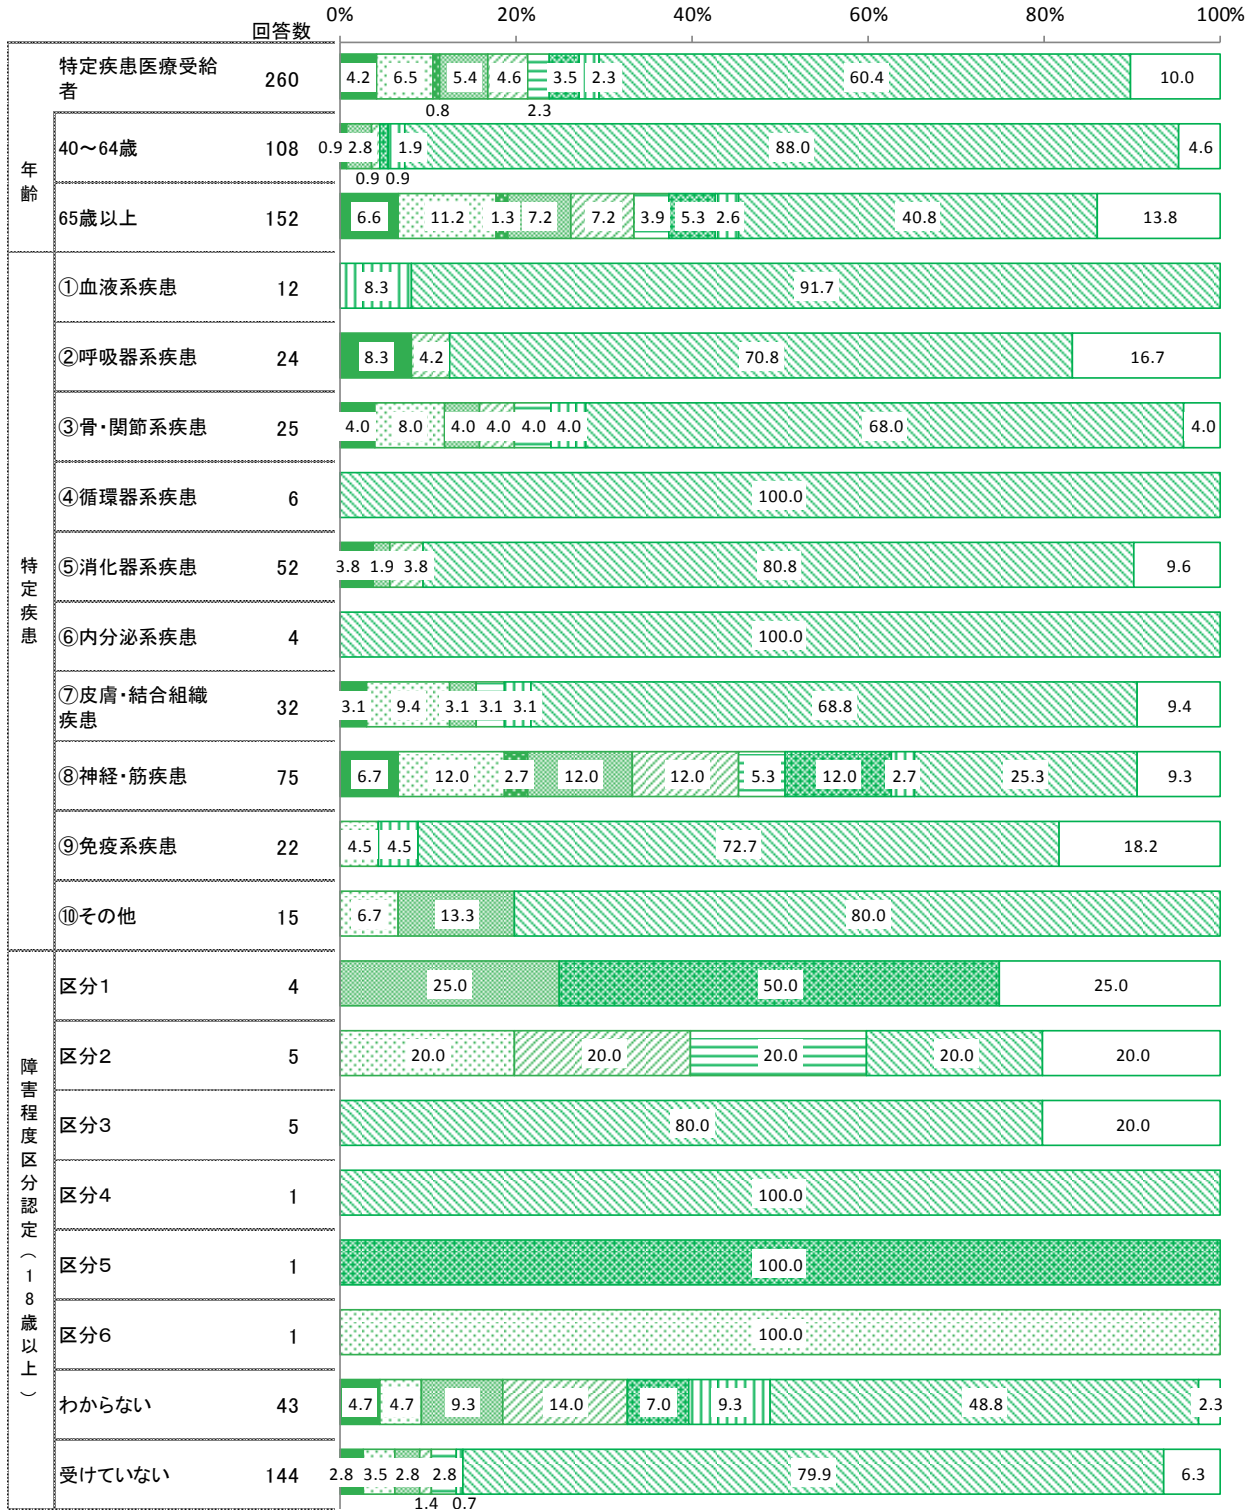 0% 20% 40% 60% 80% 100%
回答数
特定疾患医療受給者 260 4.2 6.5 0.8 5.4 4.6 2.3 3.5 2.3 60.4 10.0
年齢
40～64歳 108 0.9 2.8 0.9 0.9 1.9 88.0 4.6
65歳以上 152 6.6 11.2 1.3 7.2 7.2 3.9 5.3 2.6 40.8 13.8
特定疾患
①血液系疾患 12 8.3 91.7
②呼吸器系疾患 24 8.3 4.2 70.8 16.7
③骨・関節系疾患 25 4.0 8.0 4.0 4.0 4.0 4.0 68.0 4.0
④循環器系疾患 6 100.0
⑤消化器系疾患 52 3.8 1.9 3.8 80.8 9.6
⑥内分泌系疾患 4 100.0
⑦皮膚・結合組織疾患 32 3.1 9.4 3.1 3.1 3.1 68.8 9.4
⑧神経・筋疾患 75 6.7 12.0 2.7 12.0 12.0 5.3 12.0 2.7 25.3 9.3
⑨免疫系疾患 22 4.5 4.5 72.7 18.2
⑩その他 15 6.7 13.3 80.0
障害程度区分認定（18歳以上）
区分1 4 25.0 50.0 25.0
区分2 5 20.0 20.0 20.0 20.0 20.0
区分3 5 80.0 20.0
区分4 1 100.0
区分5 1 100.0
区分6 1 100.0
わからない 43 4.7 4.7 9.3 14.0 7.0 9.3 48.8 2.3
受けていない 144 2.8 3.5 2.8 1.4 2.8 0.7 79.9 6.3